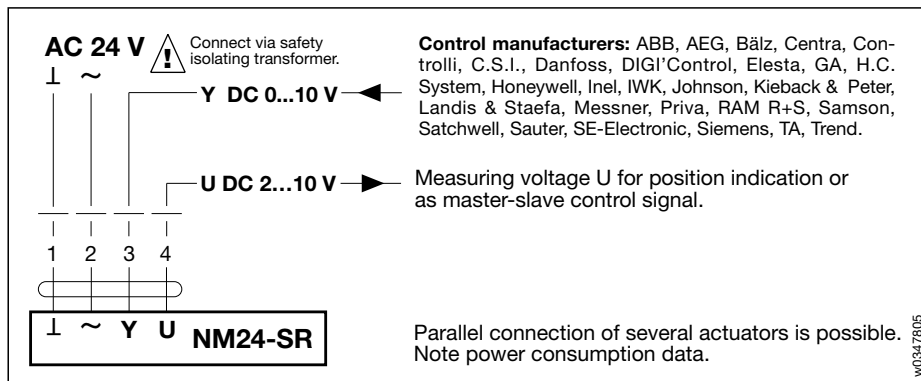 AC 24 V
Connect via safety
isolating transformer.
⊥ ~
Y DC 0...10 V
U DC 2…10 V
Control manufacturers: ABB, AEG, Bälz, Centra, Con-
trolli, C.S.I., Danfoss, DIGI’Control, Elesta, GA, H.C.
System, Honeywell, Inel, IWK, Johnson, Kieback & Peter,
Landis & Staefa, Messner, Priva, RAM R+S, Samson,
Satchwell, Sauter, SE-Electronic, Siemens, TA, Trend.
Measuring voltage U for position indication or
as master-slave control signal.
1 2 3 4
⊥ ~ Y U NM24-SR
Parallel connection of several actuators is possible.
Note power consumption data.
w0347805